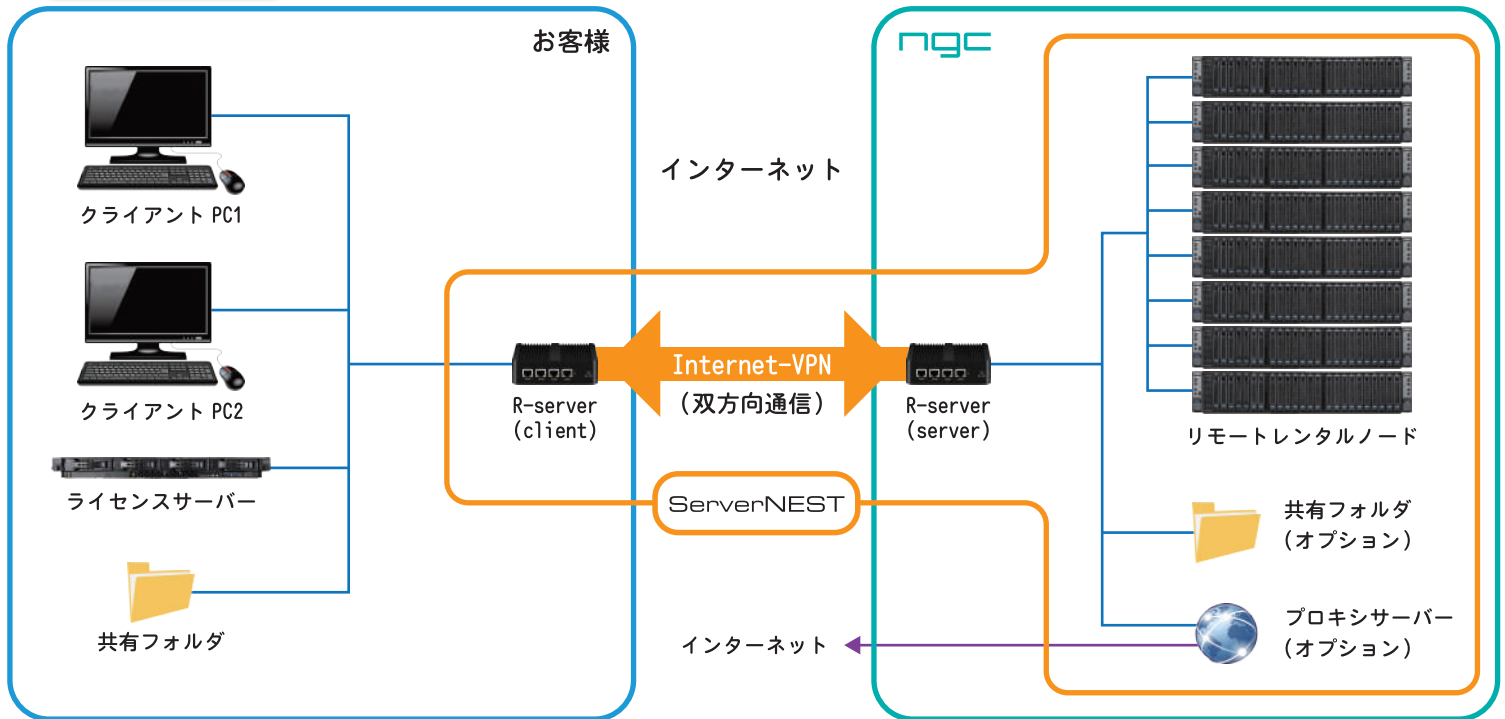 お客様
ngc
クライアント PC1
クライアント PC2
ライセンスサーバー
共有フォルダ
インターネット
R-server
(client)
Internet-VPN
(双方向通信)
R-server
(server)
ServerNEST
インターネット
リモートレンタルノード
共有フォルダ
(オプション)
プロキシサーバー
(オプション)